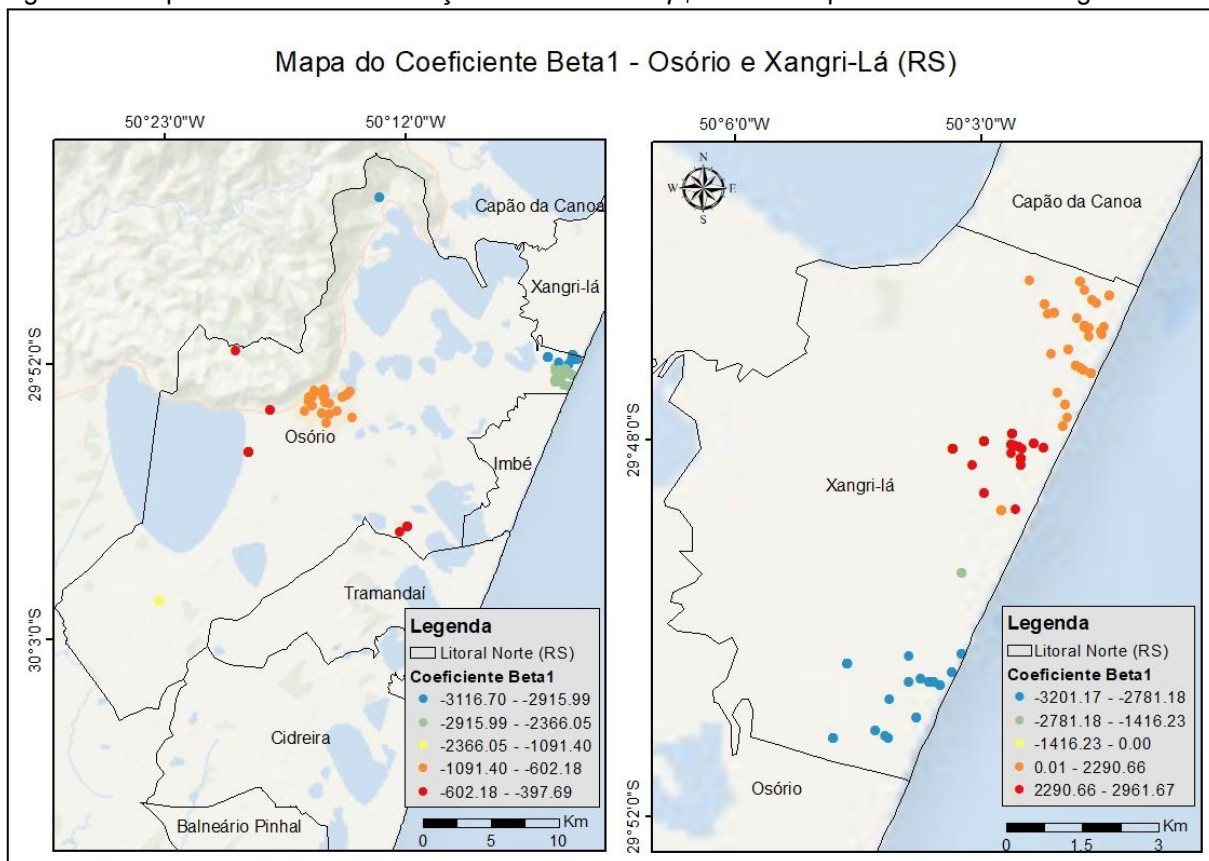 Mapa do Coeficiente Beta1 - Osório e Xangri-Lá (RS)
50°23'0"W
50°12'0"W
29°52'0"S
30°3'0"S
Capão da Canoa
Xangri-lá
Osório
Imbé
Tramandaí
Cidreira
Balneário Pinhal
Legenda
Litoral Norte (RS)
Coeficiente Beta1
-3116.70 - -2915.99
-2915.99 - -2366.05
-2366.05 - -1091.40
-1091.40 - -602.18
-602.18 - -397.69
Km
0 5 10
50°6'0"W
50°3'0"W
29°48'0"S
29°52'0"S
N
W E
S
Capão da Canoa
Xangri-lá
Osório
Legenda
Litoral Norte (RS)
Coeficiente Beta1
-3201.17 - -2781.18
-2781.18 - -1416.23
-1416.23 - 0.00
0.01 - 2290.66
2290.66 - 2961.67
Km
0 1.5 3